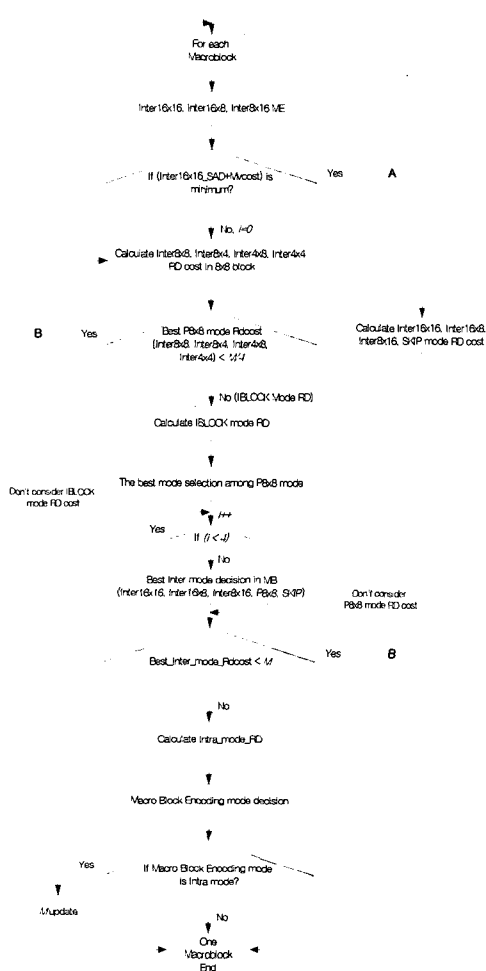 For each
Macroblock
Inter16x16, Inter16x8, Inter8x16 ME
If (Inter16x16_SAD+Mvcost) is
minimum?
Yes
A
No, i=0
Calculate Inter8x8, Inter8x4, Inter4x8, Inter4x4
RD cost in 8x8 block
B
Yes
Best P8x8 mode Rdcost
(Inter8x8, Inter8x4, Inter4x8,
Inter4x4) < M/4
Calculate Inter16x16, Inter16x8,
Inter8x16, SKIP mode RD cost
No (IBLOCK Mode RD)
Calculate IBLOCK mode RD
Don't consider IBLOCK
mode RD cost
The best mode selection among P8x8 mode
i++
Yes
If (i < 4)
No
Best Inter mode decision in MB
(Inter16x16, Inter16x8, Inter8x16, P8x8, SKIP)
Don't consider
P8x8 mode RD cost
Best_Inter_mode_Rdcost < M
Yes
B
No
Calculate Intra_mode_RD
Macro Block Encoding mode decision
Yes
If Macro Block Encoding mode
is Intra mode?
M update
No
One
Macroblock
End